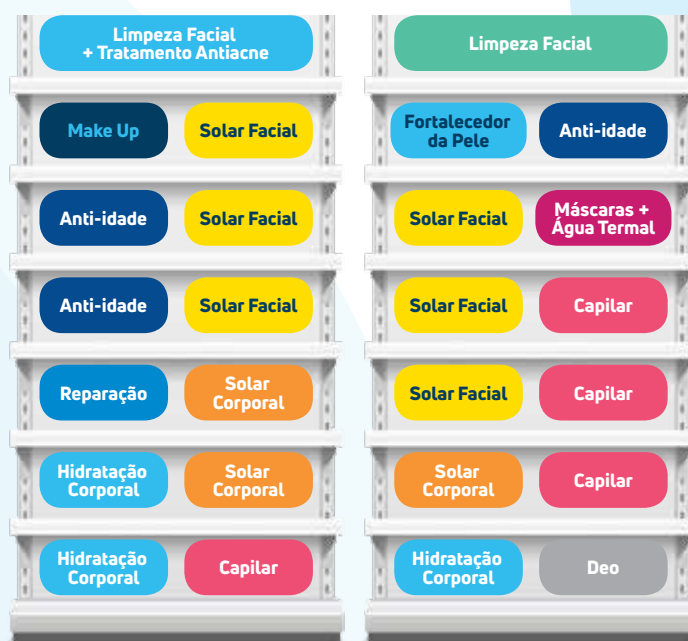 Limpeza Facial
+ Tratamento Antiacne
Make Up
Solar Facial
Anti-idade
Solar Facial
Anti-idade
Solar Facial
Reparação
Solar
Corporal
Hidratação
Corporal
Solar
Corporal
Hidratação
Corporal
Capilar
Limpeza Facial
Fortalecedor
da Pele
Anti-idade
Solar Facial
Máscaras +
Água Termal
Solar Facial
Capilar
Solar Facial
Capilar
Solar
Corporal
Capilar
Hidratação
Corporal
Deo